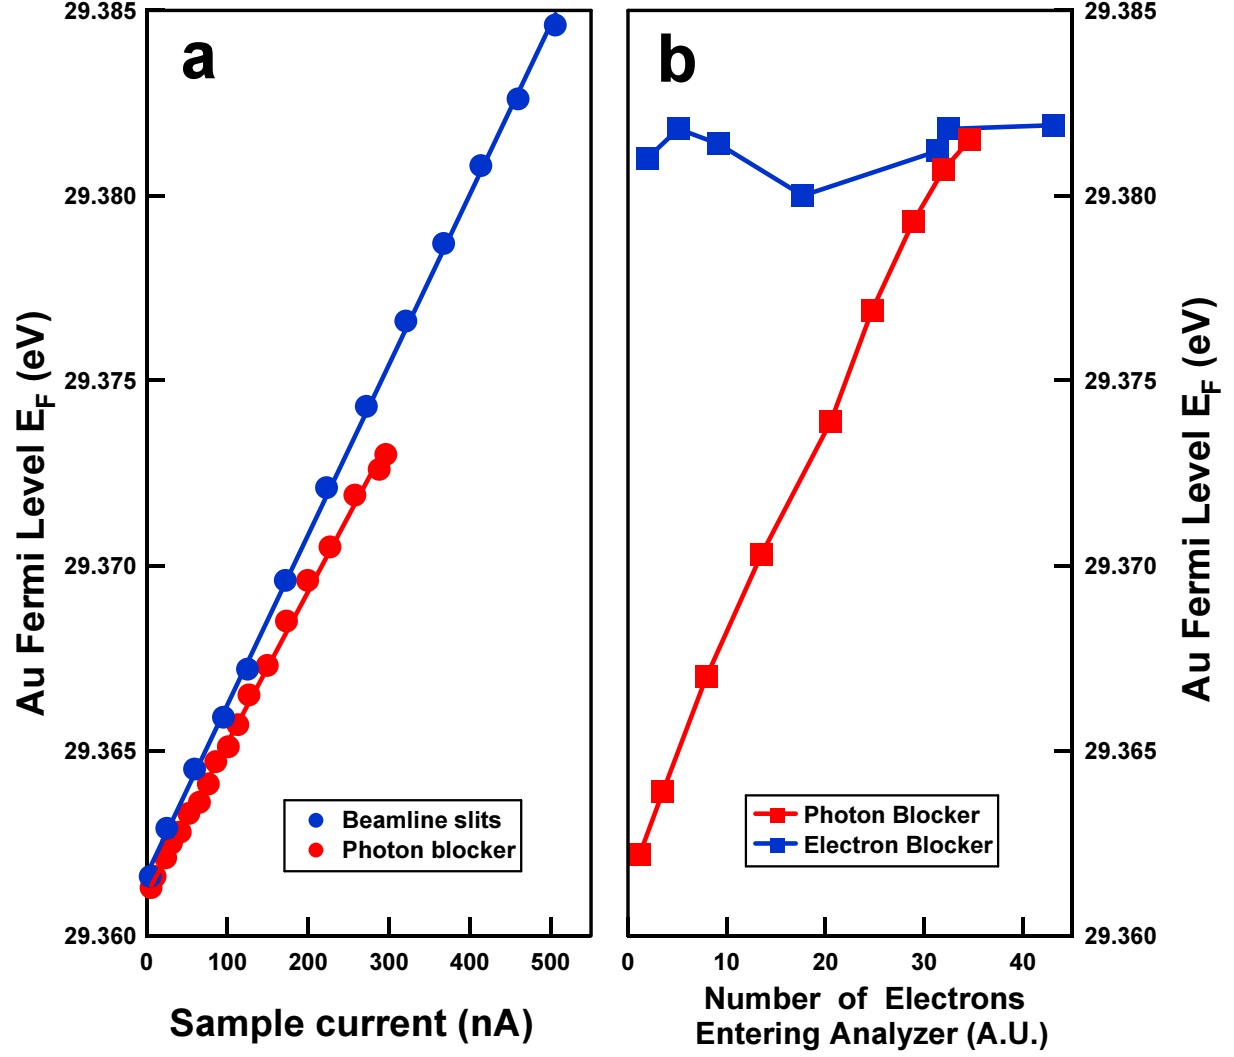 a
29.385
29.380
29.375
29.370
29.365
29.360
Au Fermi Level E_F (eV)
Beamline slits
Photon blocker
0 100 200 300 400 500
Sample current (nA)
b
Photon Blocker
Electron Blocker
0 10 20 30 40
Number of Electrons
Entering Analyzer (A.U.)
29.385
29.380
29.375
29.370
29.365
29.360
Au Fermi Level E_F (eV)